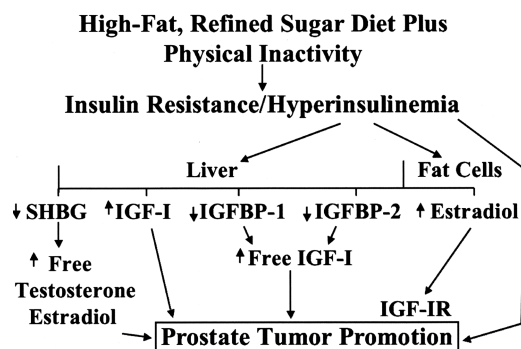 High-Fat, Refined Sugar Diet Plus
Physical Inactivity
Insulin Resistance/Hyperinsulinemia
Liver Fat Cells
↓ SHBG ↑ IGF-I ↓ IGFBP-1 ↓ IGFBP-2 ↑ Estradiol
↑ Free ↑ Free IGF-I
Testosterone
Estradiol IGF-IR
Prostate Tumor Promotion